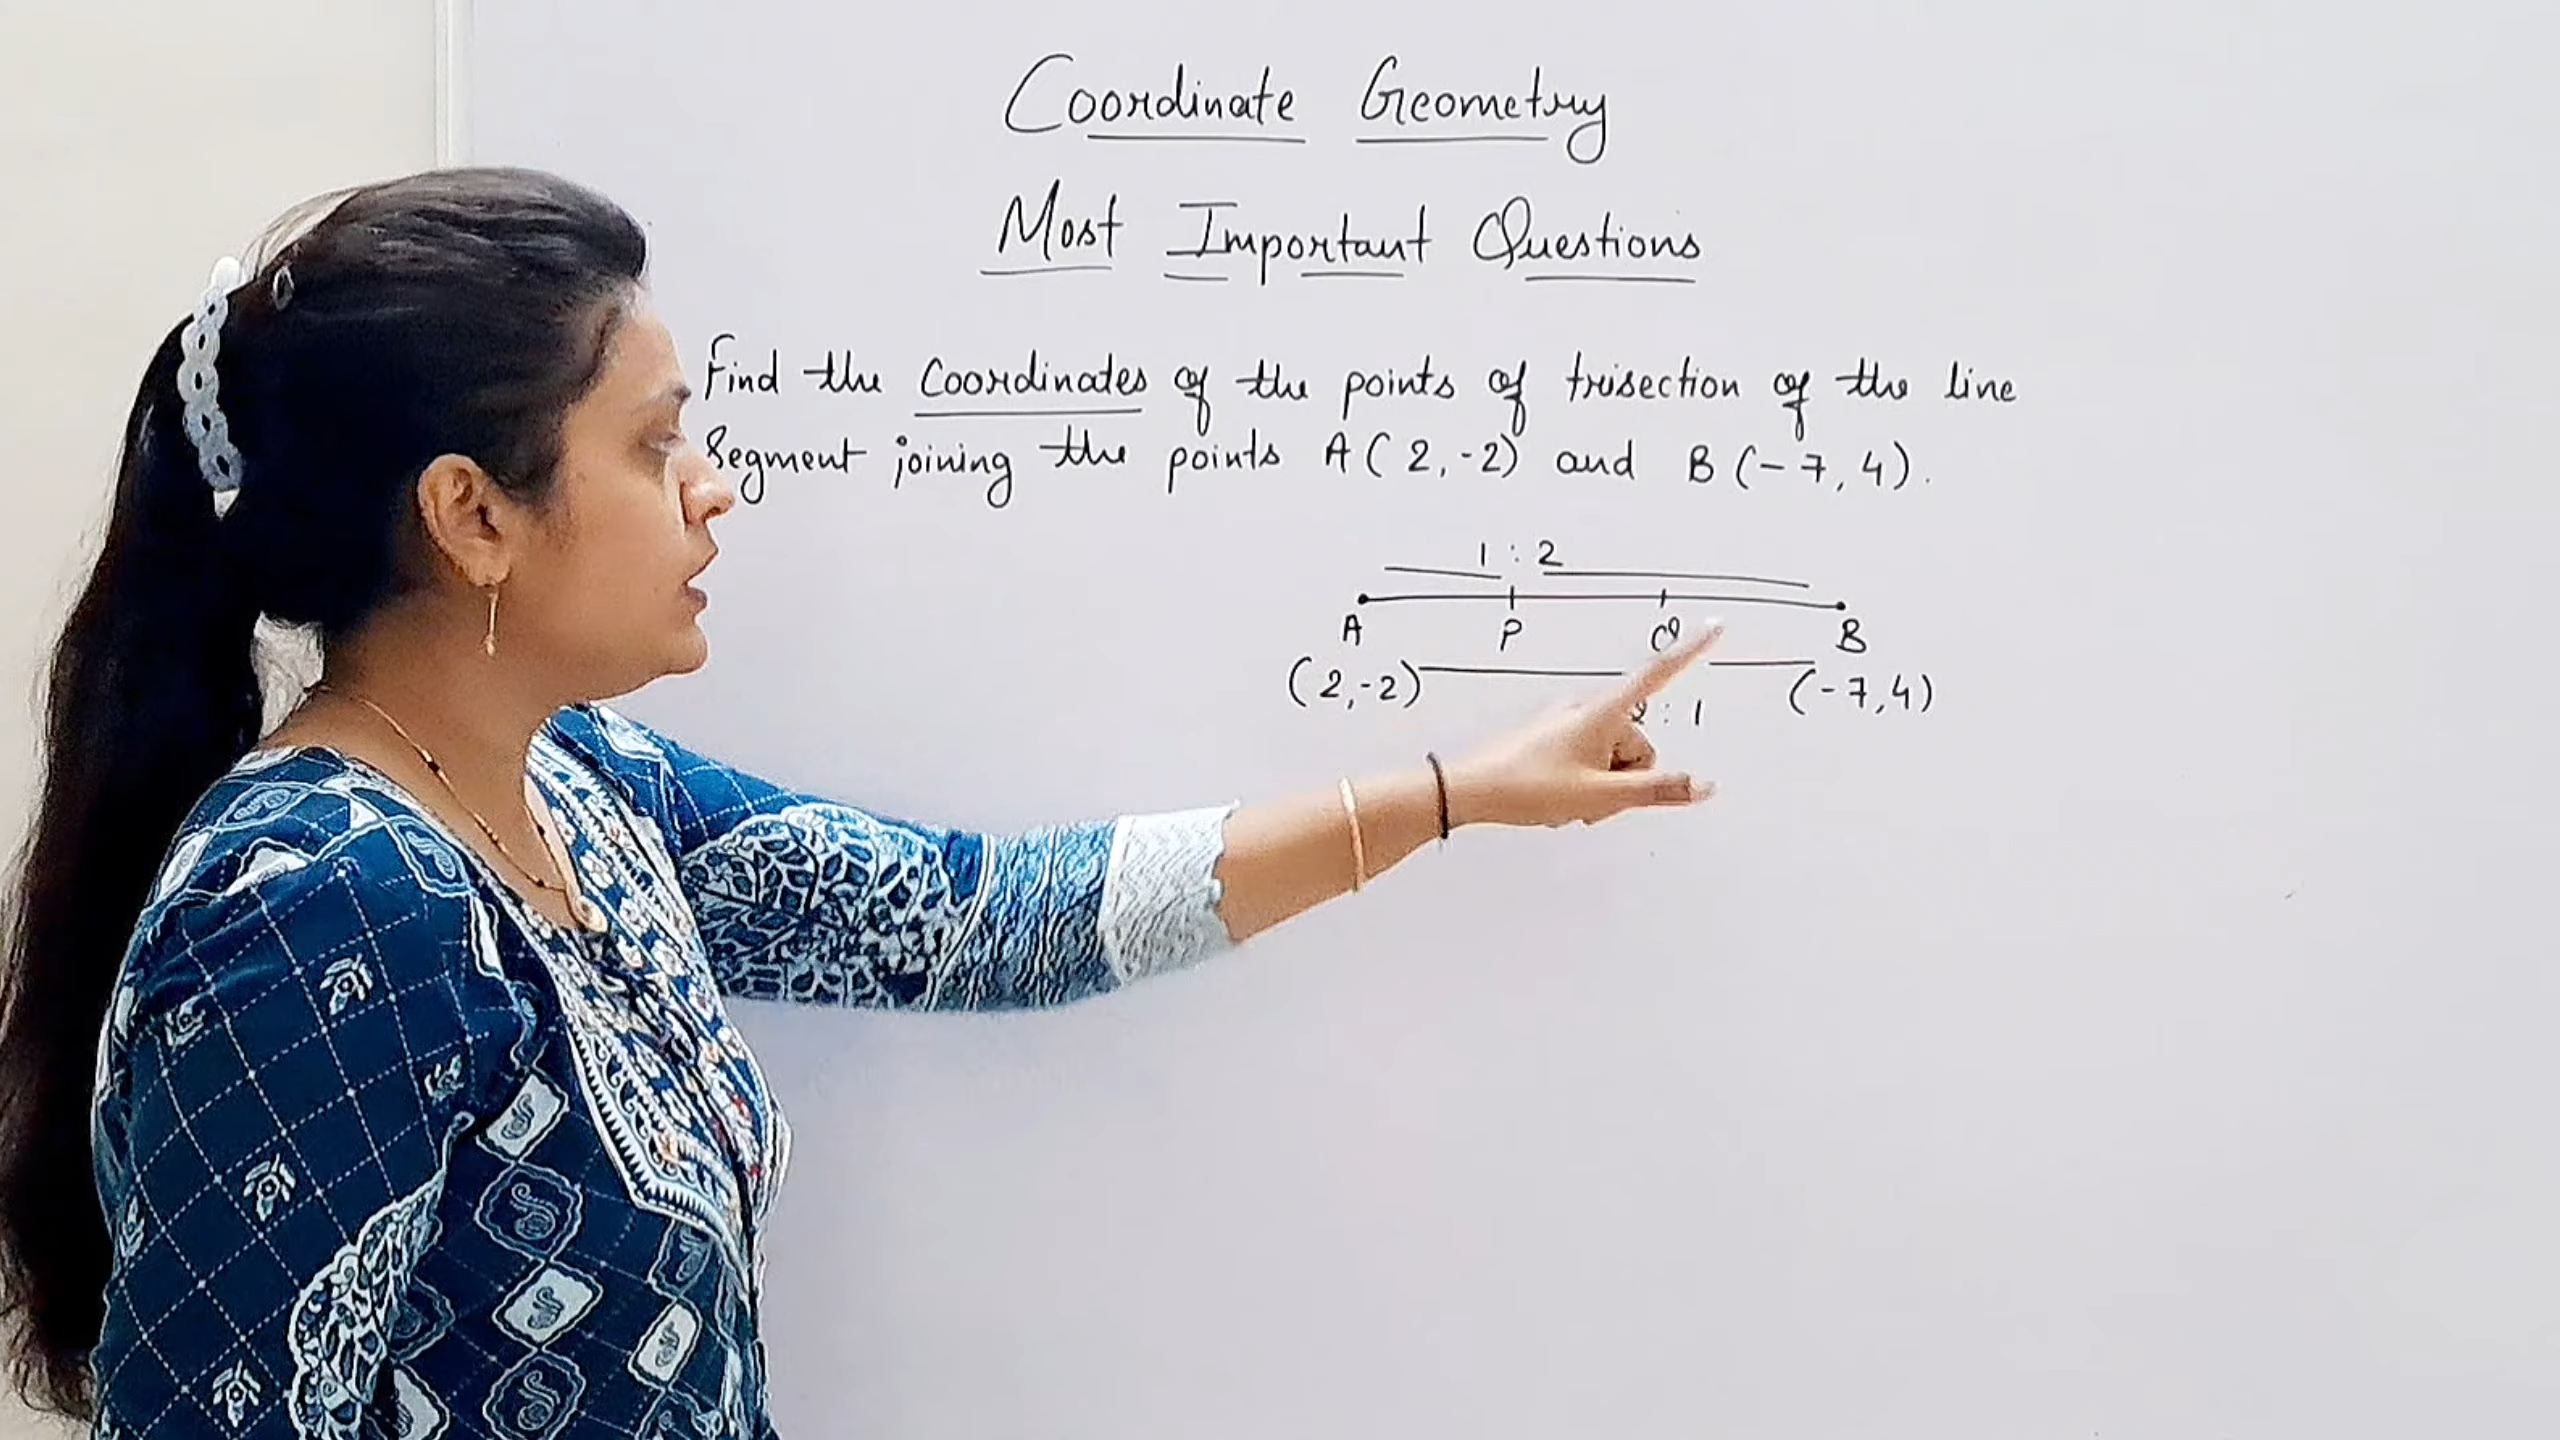 Coordinate Geometry
Most Important Questions
Find the Coordinates of the points of trisection of the line
Segment joining the points A(2,-2) and B(-7,4).
1 : 2
A P Q B
(2,-2) (-7,4)
: 1